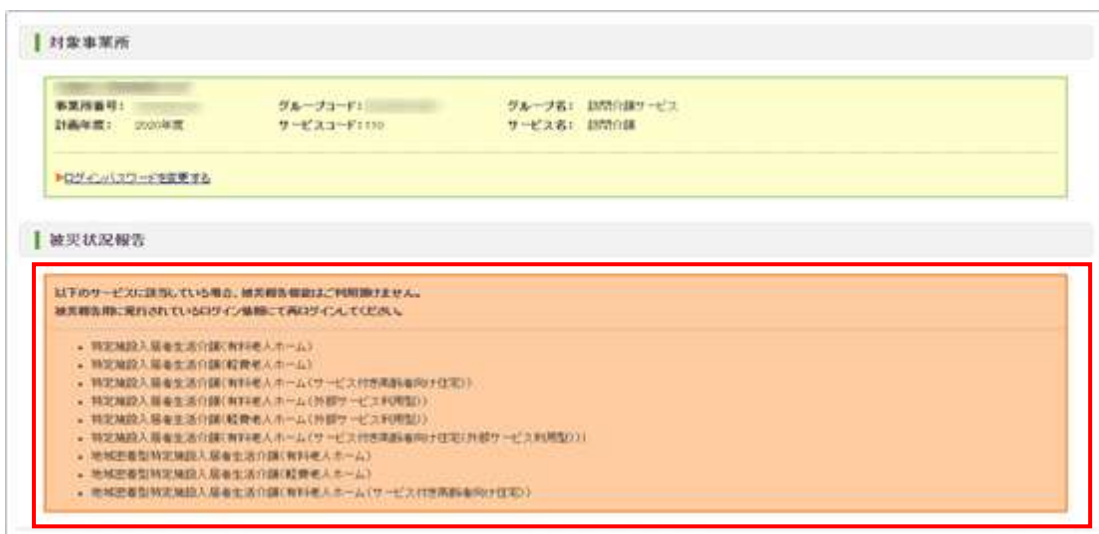 対象事業所
事業所番号： グループコード： グループ名： 訪問介護サービス
計画年度： 2020年度 サービスコード：110 サービス名： 訪問介護
▶ログインパスワードを変更する
被災状況報告
以下のサービスに該当している場合、被災報告機能はご利用頂けません。
被災報告用に発行されているログイン情報にて再ログインしてください。
・特定施設入居者生活介護(有料老人ホーム)
・特定施設入居者生活介護(軽費老人ホーム)
・特定施設入居者生活介護(有料老人ホーム(サービス付き高齢者向け住宅))
・特定施設入居者生活介護(有料老人ホーム(外部サービス利用型))
・特定施設入居者生活介護(軽費老人ホーム(外部サービス利用型))
・特定施設入居者生活介護(有料老人ホーム(サービス付き高齢者向け住宅(外部サービス利用型)))
・地域密着型特定施設入居者生活介護(有料老人ホーム)
・地域密着型特定施設入居者生活介護(軽費老人ホーム)
・地域密着型特定施設入居者生活介護(有料老人ホーム(サービス付き高齢者向け住宅))